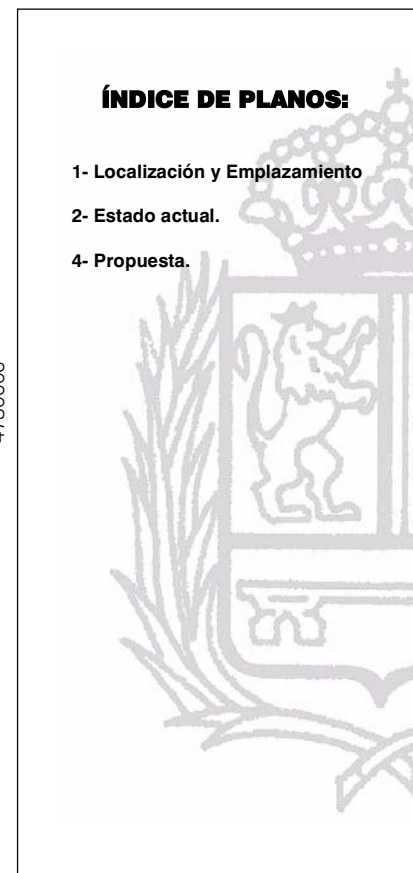 ÍNDICE DE PLANOS:
1- Localización y Emplazamiento
2- Estado actual.
4- Propuesta.